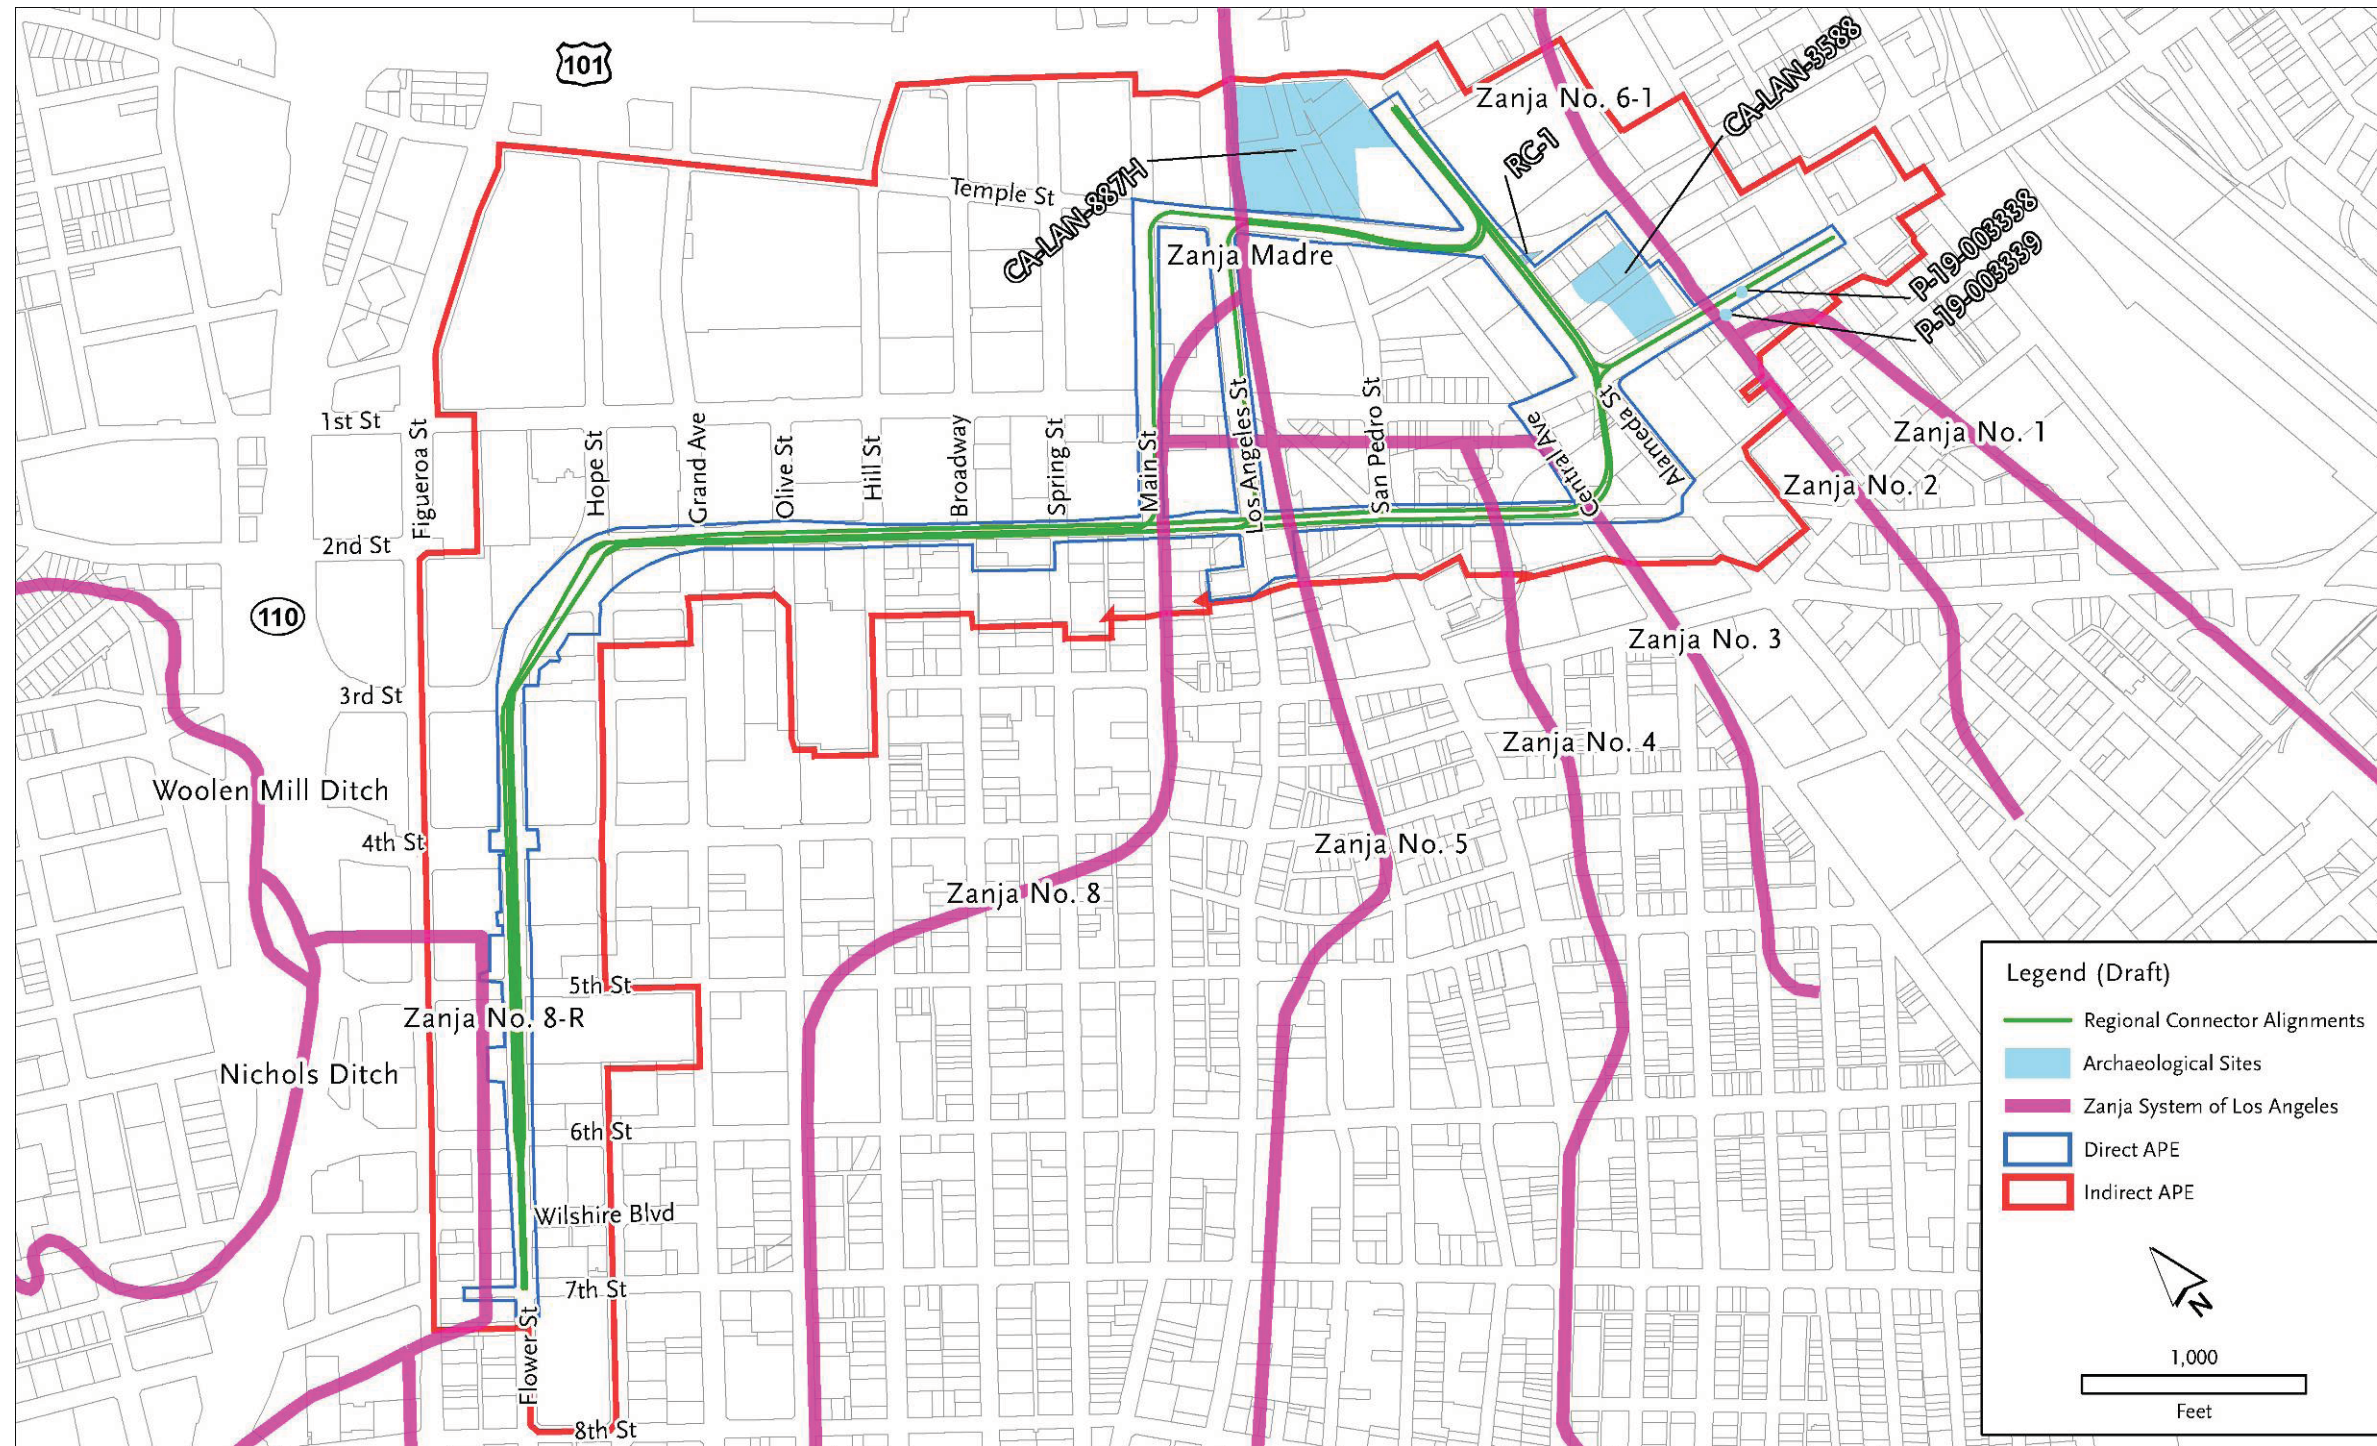 101
Zanja No. 6-1
CA-LAN-3588
RC-1
CA-LAN-887H
Temple St
P-19-003338
P-19-003339
Zanja Madre
1st St
Figueroa St
Hope St
Grand Ave
Olive St
Hill St
Broadway
Spring St
Main St
Los Angeles St
San Pedro St
Central Ave
Alameda St
Zanja No. 1
Zanja No. 2
2nd St
110
Zanja No. 3
3rd St
Zanja No. 4
Woolen Mill Ditch
4th St
Zanja No. 5
Zanja No. 8
5th St
Zanja No. 8-R
Nichols Ditch
6th St
Wilshire Blvd
7th St
Flower St
8th St
Legend (Draft)
Regional Connector Alignments
Archaeological Sites
Zanja System of Los Angeles
Direct APE
Indirect APE
N
1,000
Feet